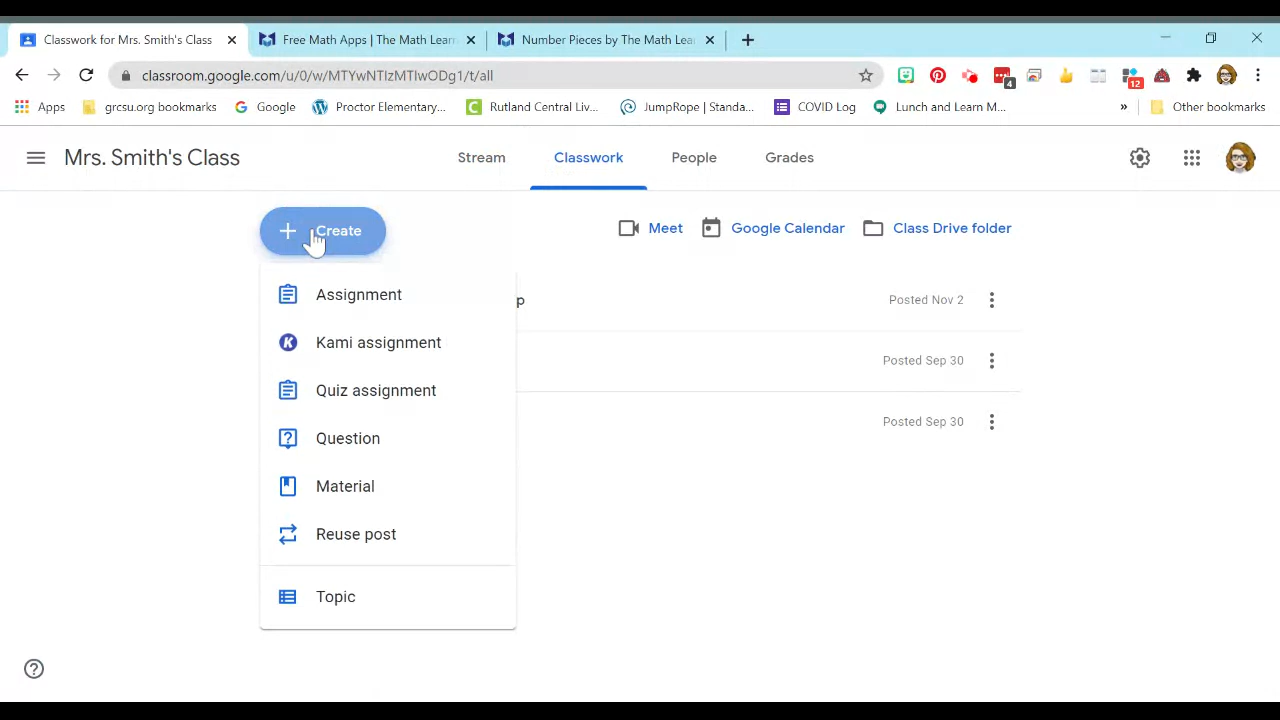 Classwork for Mrs. Smith's Class
Free Math Apps | The Math Lear
Number Pieces by The Math Lea
classroom.google.com/u/0/w/MTYwNTIzMTIwODg1/t/all
4
12
Apps
grcsu.org bookmarks
Google
Proctor Elementary...
Rutland Central Liv...
JumpRope | Standa...
COVID Log
Lunch and Learn M...
»
Other bookmarks
Mrs. Smith's Class
Stream
Classwork
People
Grades
Create
Meet
Google Calendar
Class Drive folder
Assignment
p
Posted Nov 2
Kami assignment
Posted Sep 30
Quiz assignment
Posted Sep 30
Question
Material
Reuse post
Topic